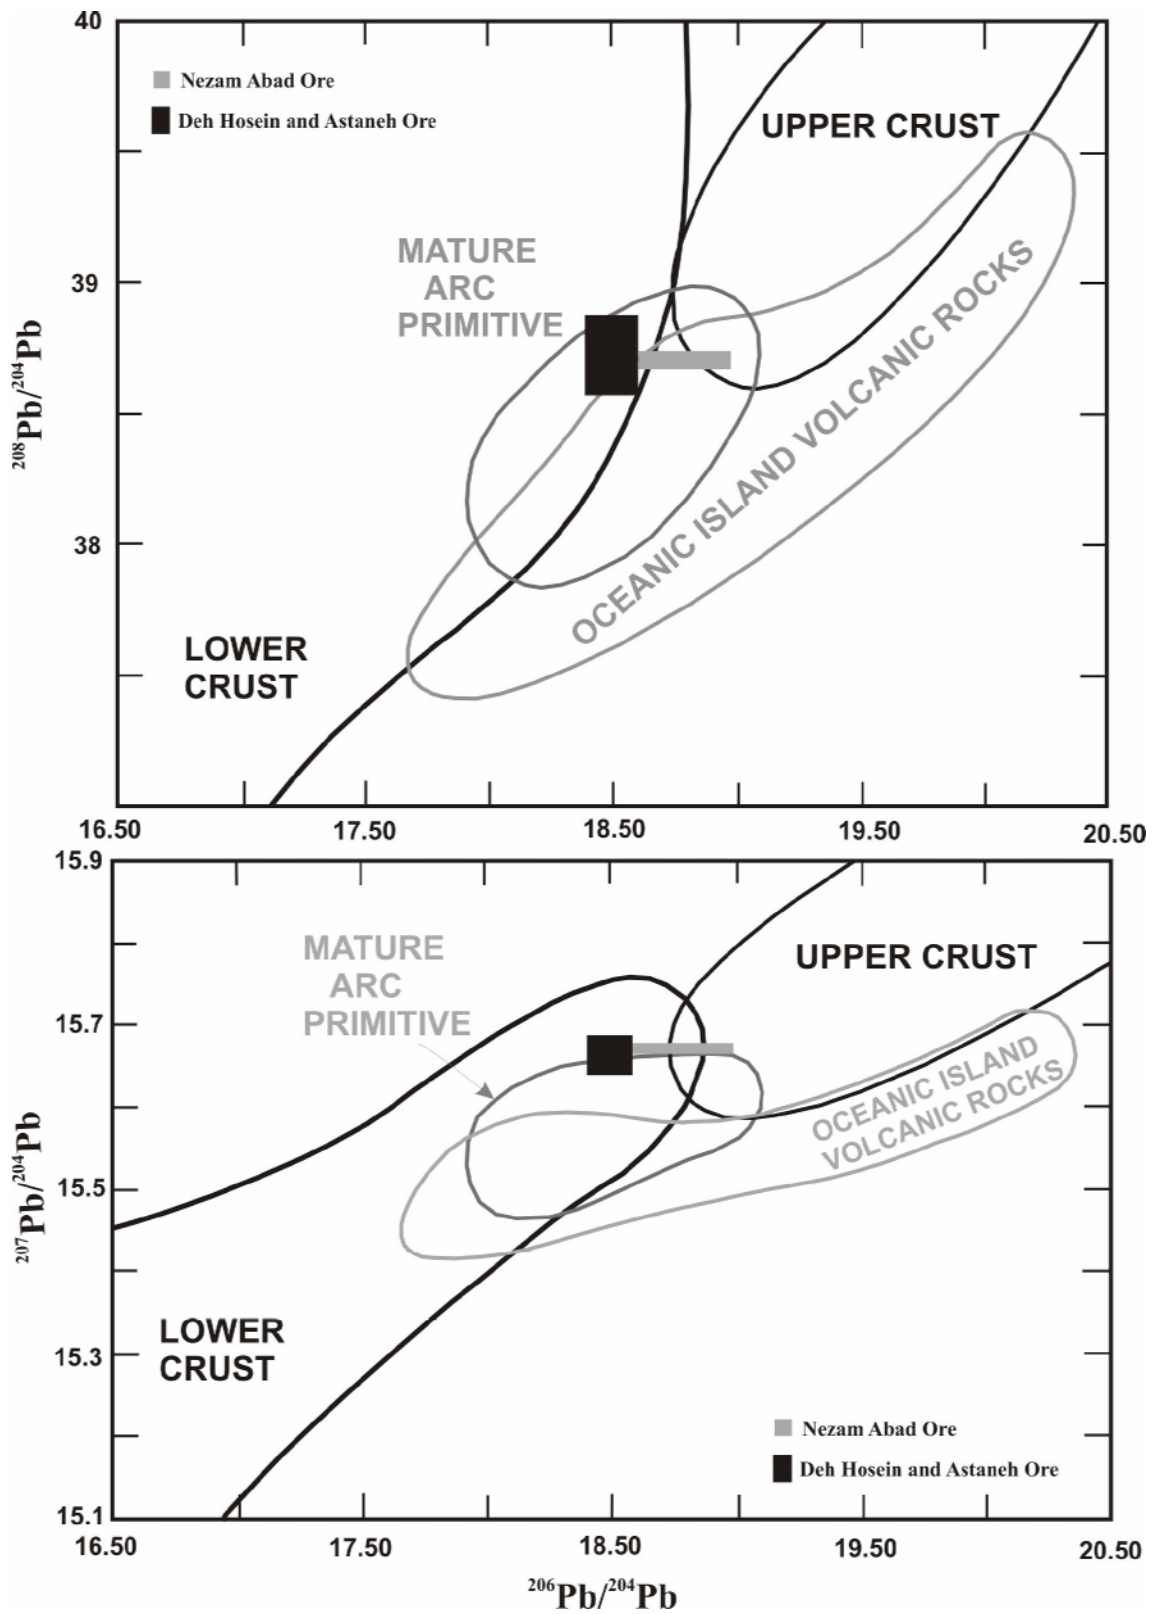 40
Nezam Abad Ore
Deh Hosein and Astaneh Ore
UPPER CRUST
MATURE
ARC
PRIMITIVE
39
OCEANIC ISLAND VOLCANIC ROCKS
²⁰⁸Pb/²⁰⁴Pb
38
LOWER
CRUST
16.50 17.50 18.50 19.50 20.50
15.9
MATURE
ARC
PRIMITIVE
UPPER CRUST
15.7
OCEANIC ISLAND
VOLCANIC ROCKS
²⁰⁷Pb/²⁰⁴Pb
15.5
LOWER
CRUST
15.3
Nezam Abad Ore
Deh Hosein and Astaneh Ore
15.1
16.50 17.50 18.50 19.50 20.50
²⁰⁶Pb/²⁰⁴Pb